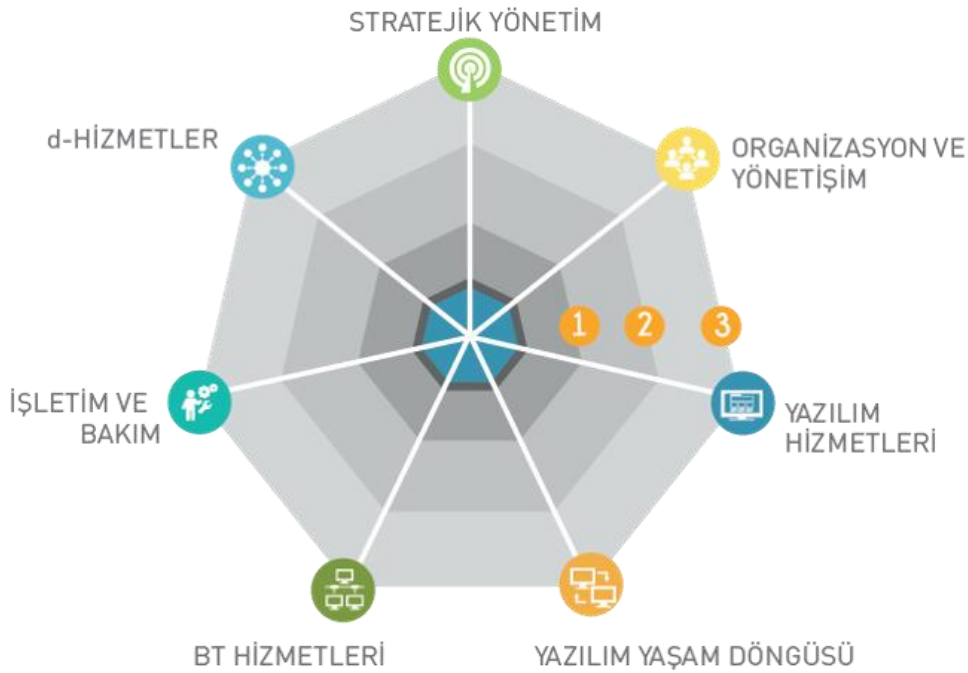 STRATEJİK YÖNETİM
d-HİZMETLER
ORGANİZASYON VE
YÖNETİŞİM
1 2 3
İŞLETİM VE
BAKIM
YAZILIM
HİZMETLERİ
BT HİZMETLERİ
YAZILIM YAŞAM DÖNGÜSÜ